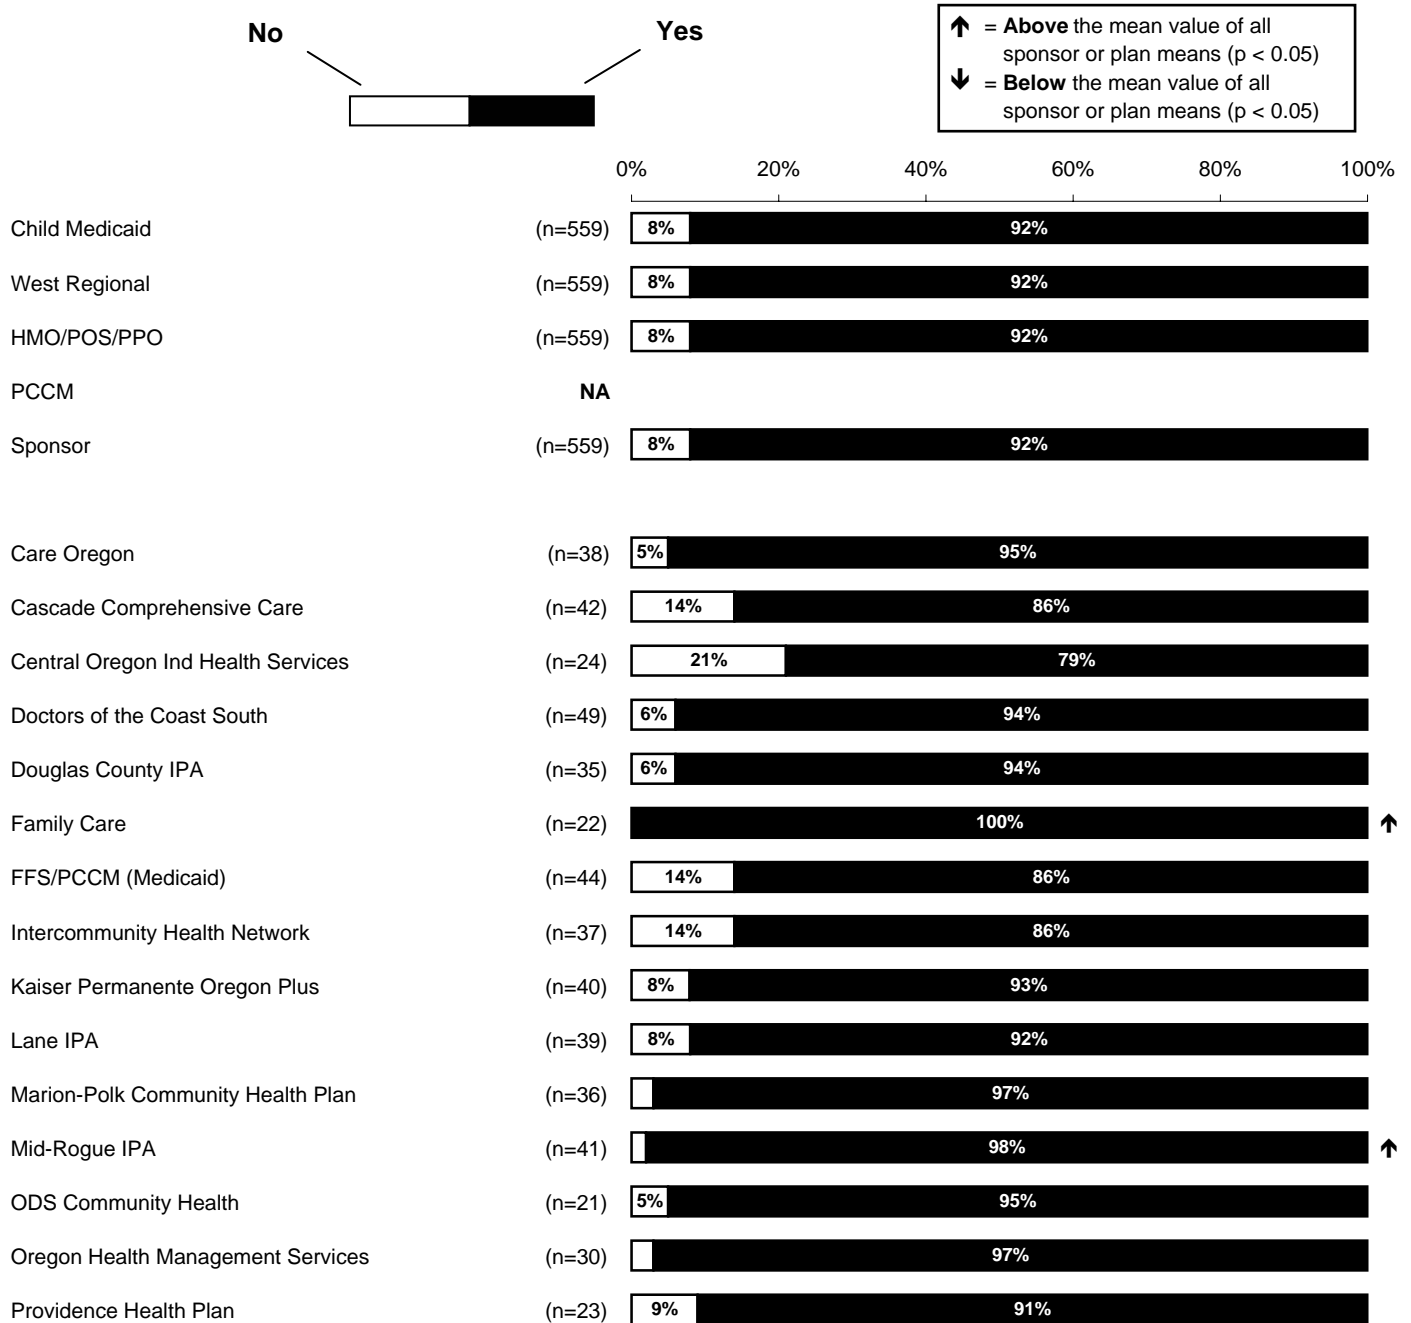 No
Yes
↑ = Above the mean value of all
sponsor or plan means (p < 0.05)
↓ = Below the mean value of all
sponsor or plan means (p < 0.05)
0% 20% 40% 60% 80% 100%
Child Medicaid (n=559) 8% 92%
West Regional (n=559) 8% 92%
HMO/POS/PPO (n=559) 8% 92%
PCCM NA
Sponsor (n=559) 8% 92%
Care Oregon (n=38) 5% 95%
Cascade Comprehensive Care (n=42) 14% 86%
Central Oregon Ind Health Services (n=24) 21% 79%
Doctors of the Coast South (n=49) 6% 94%
Douglas County IPA (n=35) 6% 94%
Family Care (n=22) 100% ↑
FFS/PCCM (Medicaid) (n=44) 14% 86%
Intercommunity Health Network (n=37) 14% 86%
Kaiser Permanente Oregon Plus (n=40) 8% 93%
Lane IPA (n=39) 8% 92%
Marion-Polk Community Health Plan (n=36) 97%
Mid-Rogue IPA (n=41) 98% ↑
ODS Community Health (n=21) 5% 95%
Oregon Health Management Services (n=30) 97%
Providence Health Plan (n=23) 9% 91%